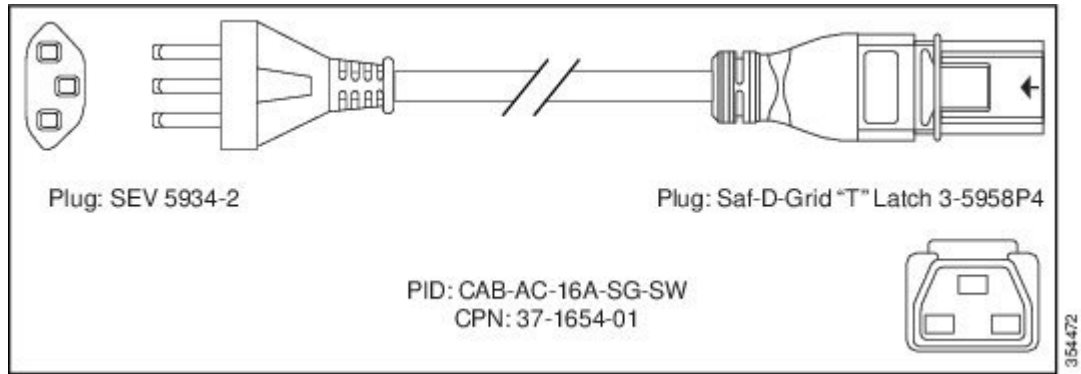 Plug: SEV 5934-2
Plug: Saf-D-Grid “T” Latch 3-5958P4
PID: CAB-AC-16A-SG-SW
CPN: 37-1654-01
354472